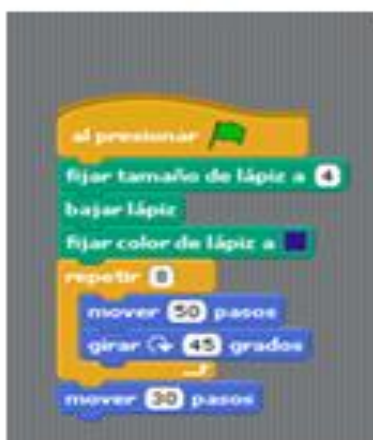 al presionar
fijar tamaño de lápiz a 4
bajar lápiz
fijar color de lápiz a
repetir 8
mover 50 pasos
girar 45 grados
mover 30 pasos